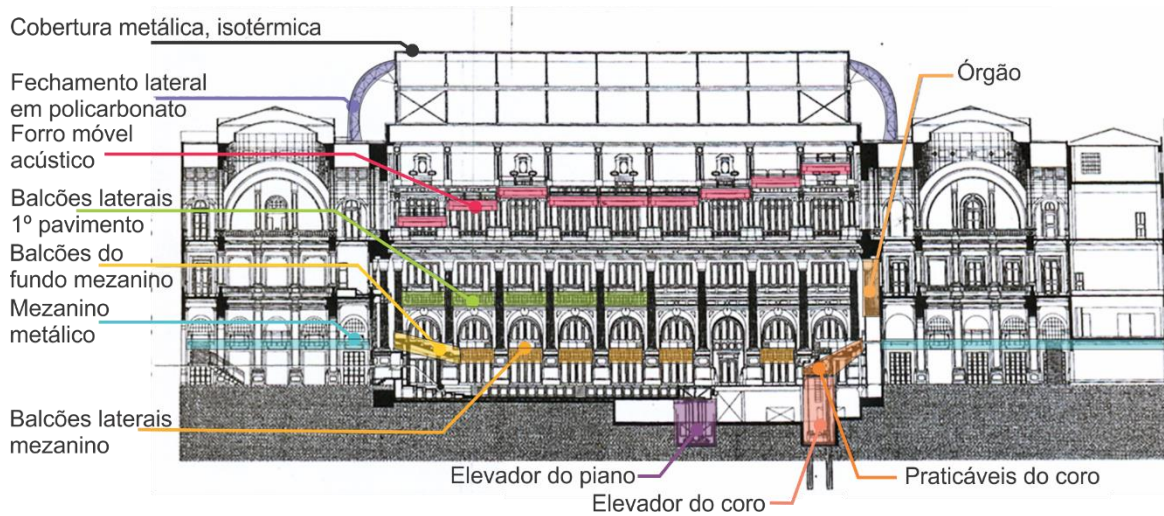 Cobertura metálica, isotérmica
Fechamento lateral
em policarbonato
Forro móvel
acústico
Balcões laterais
1º pavimento
Balcões do
fundo mezanino
Mezanino
metálico
Balcões laterais
mezanino
Órgão
Elevador do piano
Elevador do coro
Praticáveis do coro